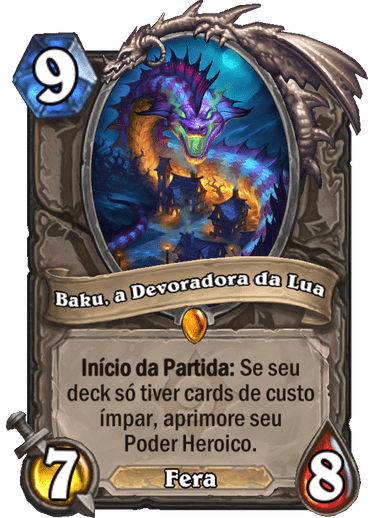 9
Baku, a Devoradora da Lua
Início da Partida: Se seu
deck só tiver cards de custo
ímpar, aprimore seu
Poder Heroico.
7
Fera
8